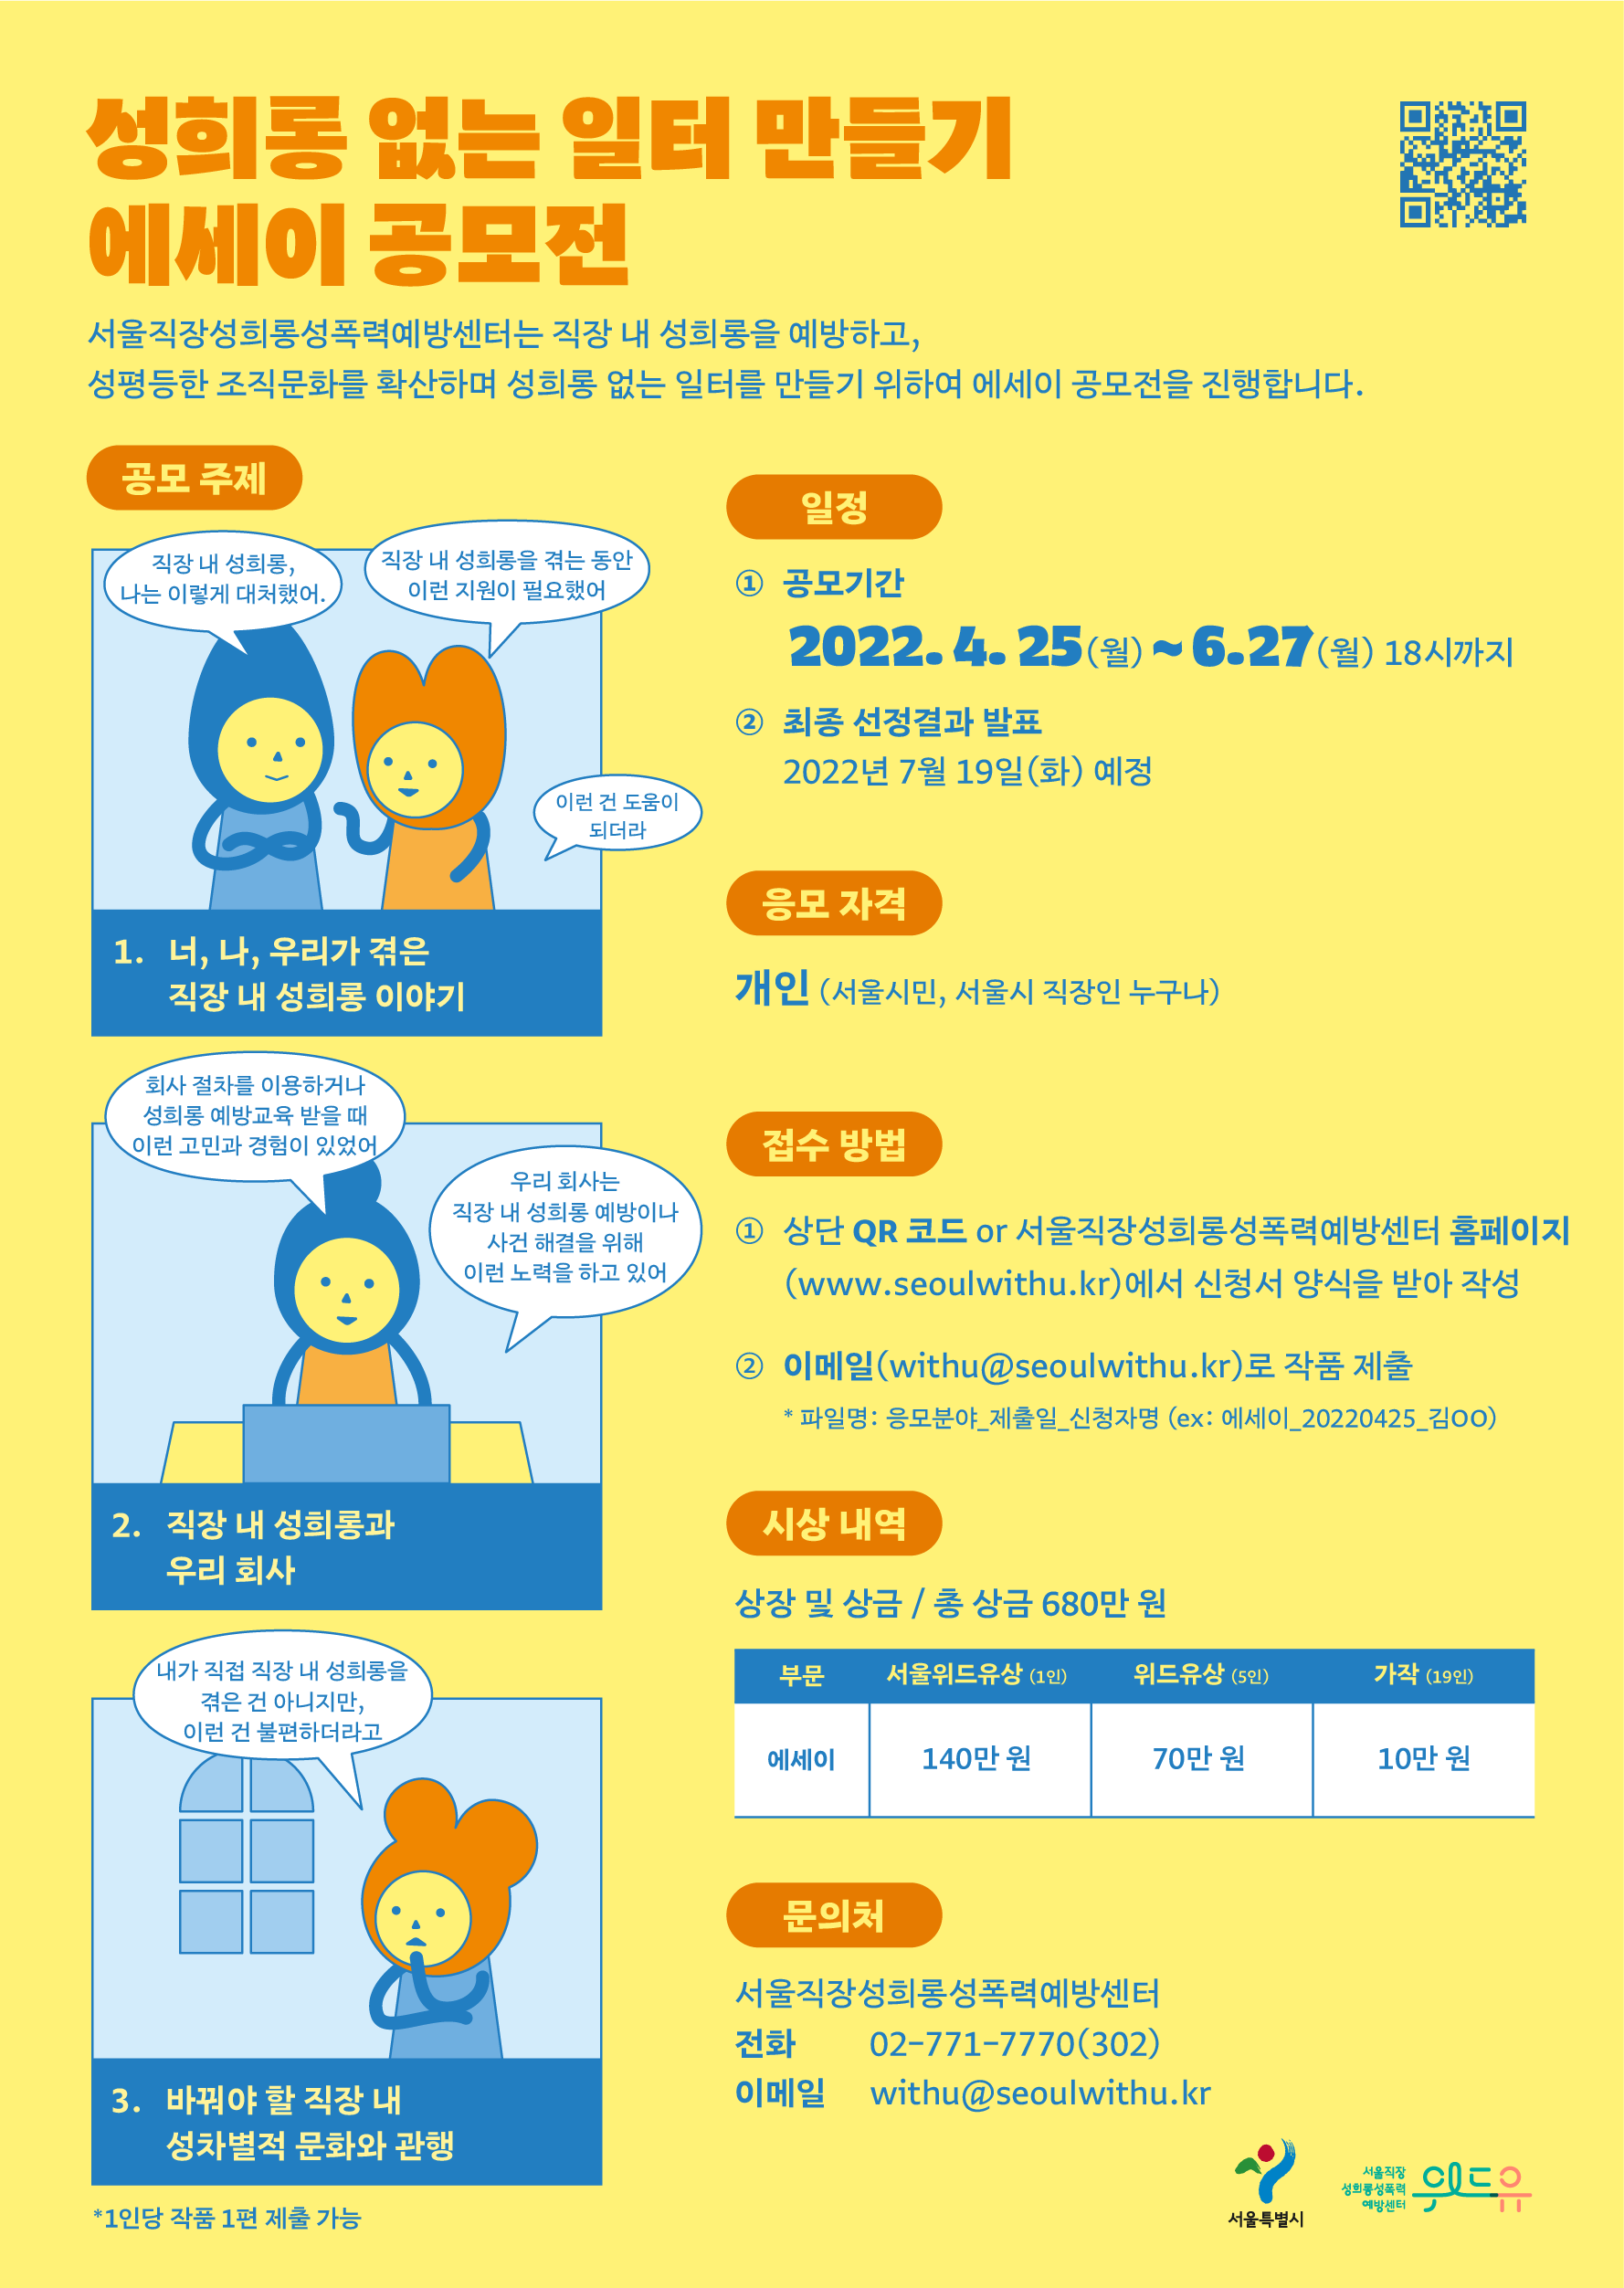 성희롱 없는 일터 만들기
에세이 공모전
서울직장성희롱성폭력예방센터는 직장 내 성희롱을 예방하고,
성평등한 조직문화를 확산하며 성희롱 없는 일터를 만들기 위하여 에세이 공모전을 진행합니다.
공모 주제
직장 내 성희롱,
나는 이렇게 대처했어.
직장 내 성희롱을 겪는 동안
이런 지원이 필요했어
이런 건 도움이
되더라
1. 너, 나, 우리가 겪은
직장 내 성희롱 이야기
회사 절차를 이용하거나
성희롱 예방교육 받을 때
이런 고민과 경험이 있었어
우리 회사는
직장 내 성희롱 예방이나
사건 해결을 위해
이런 노력을 하고 있어
2. 직장 내 성희롱과
우리 회사
내가 직접 직장 내 성희롱을
겪은 건 아니지만,
이런 건 불편하더라고
3. 바꿔야 할 직장 내
성차별적 문화와 관행
*1인당 작품 1편 제출 가능
일정
① 공모기간
2022. 4. 25(월) ~ 6.27(월) 18시까지
② 최종 선정결과 발표
2022년 7월 19일(화) 예정
응모 자격
개인 (서울시민, 서울시 직장인 누구나)
접수 방법
① 상단 QR 코드 or 서울직장성희롱성폭력예방센터 홈페이지
(www.seoulwithu.kr)에서 신청서 양식을 받아 작성
② 이메일(withu@seoulwithu.kr)로 작품 제출
* 파일명: 응모분야_제출일_신청자명 (ex: 에세이_20220425_김OO)
시상 내역
상장 및 상금 / 총 상금 680만 원
부문 서울위드유상 (1인) 위드유상 (5인) 가작 (19인)
에세이 140만 원 70만 원 10만 원
문의처
서울직장성희롱성폭력예방센터
전화 02-771-7770(302)
이메일 withu@seoulwithu.kr
서울특별시
서울직장
성희롱성폭력
예방센터
위드유